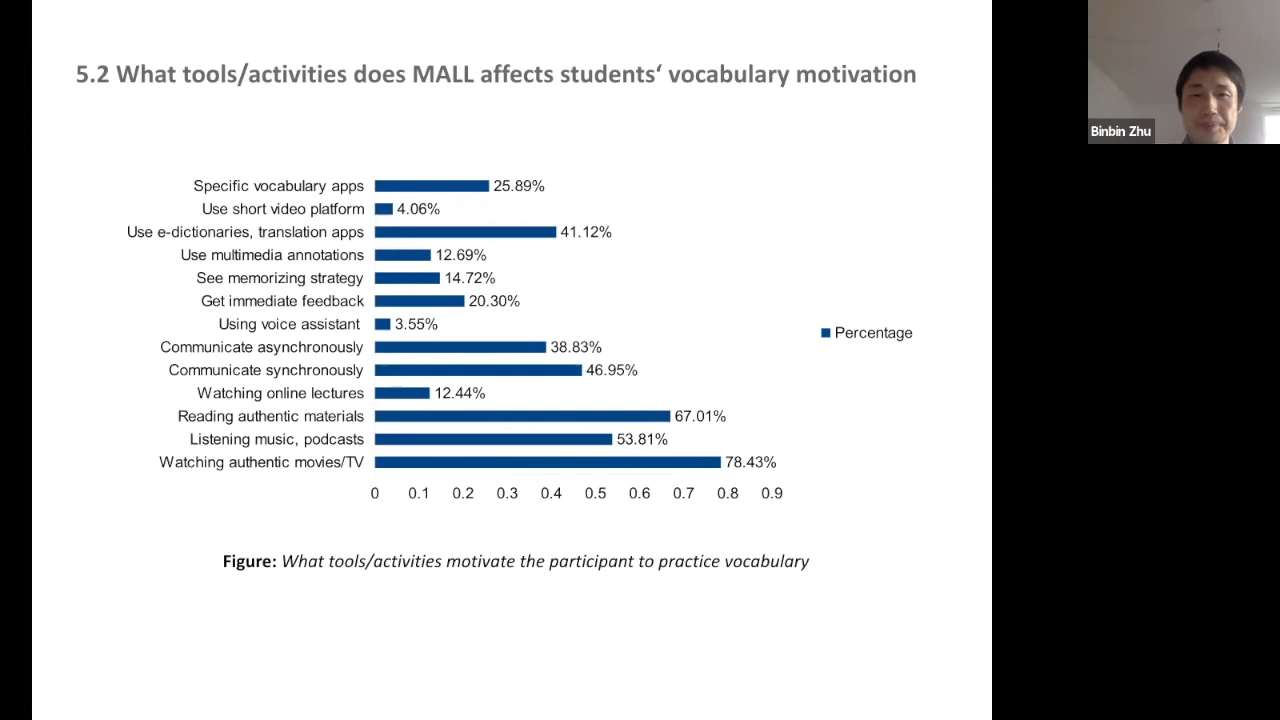 5.2 What tools/activities does MALL affects students‘ vocabulary motivation
Binbin Zhu
Specific vocabulary apps 25.89%
Use short video platform 4.06%
Use e-dictionaries, translation apps 41.12%
Use multimedia annotations 12.69%
See memorizing strategy 14.72%
Get immediate feedback 20.30%
Using voice assistant 3.55%
Communicate asynchronously 38.83%
Percentage
Communicate synchronously 46.95%
Watching online lectures 12.44%
Reading authentic materials 67.01%
Listening music, podcasts 53.81%
Watching authentic movies/TV 78.43%
0 0.1 0.2 0.3 0.4 0.5 0.6 0.7 0.8 0.9
Figure: What tools/activities motivate the participant to practice vocabulary